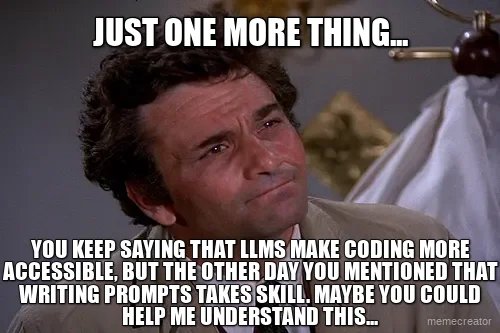 JUST ONE MORE THING...
YOU KEEP SAYING THAT LLMS MAKE CODING MORE
ACCESSIBLE, BUT THE OTHER DAY YOU MENTIONED THAT
WRITING PROMPTS TAKES SKILL. MAYBE YOU COULD
HELP ME UNDERSTAND THIS...
memecreator